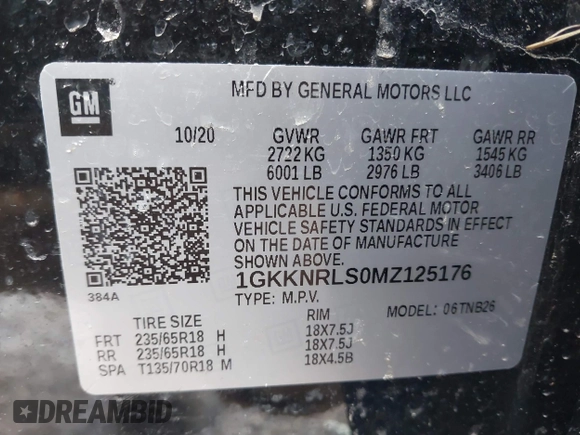 GM
MFD BY GENERAL MOTORS LLC
10/20 GVWR GAWR FRT GAWR RR
2722 KG 1350 KG 1545 KG
6001 LB 2976 LB 3406 LB
THIS VEHICLE CONFORMS TO ALL
APPLICABLE U.S. FEDERAL MOTOR
VEHICLE SAFETY STANDARDS IN EFFECT
ON THE DATE OF MANUFACTURE
SHOWN ABOVE.
384A
1GKKNRLS0MZ125176
TYPE: M.P.V. MODEL: 06TNB26
TIRE SIZE RIM
FRT 235/65R18 H 18X7.5J
RR 235/65R18 H 18X7.5J
SPA T135/70R18 M 18X4.5B
DREAMBID